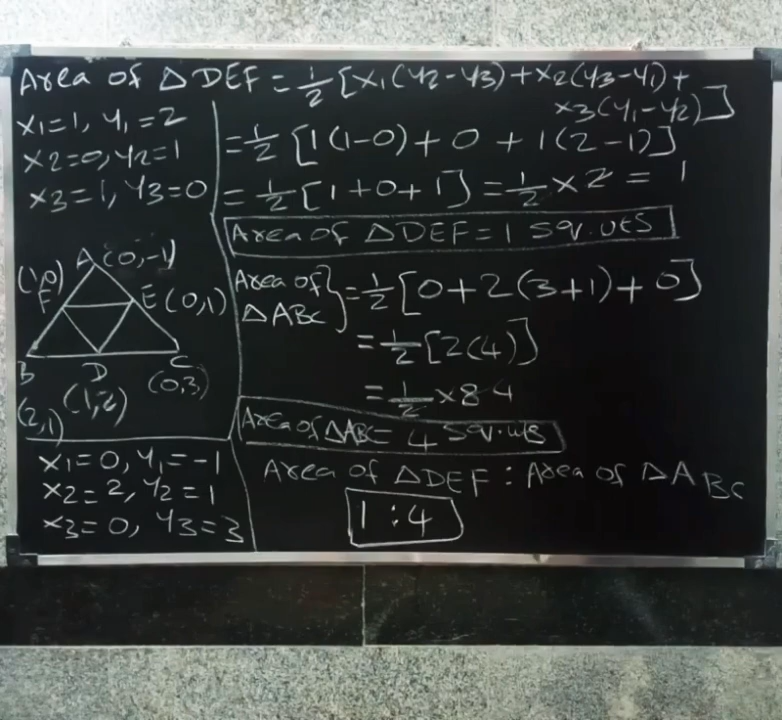 Area of △DEF = 1/2 [x1(y2-y3)+x2(y3-y1)+
x3(y1-y2)]
x1=1, y1=2
x2=0, y2=1
x3=1, y3=0
= 1/2 [1(1-0)+0+1(2-1)]
= 1/2 [1+0+1] = 1/2 x 2 = 1
Area of △DEF = 1 sq.uts
A(0,-1)
(1,0)
F
E(0,1)
B
D
C
(2,1)
(1,2)
(0,3)
Area of
△ABC } = 1/2 [0+2(3+1)+0]
= 1/2 [2(4)]
= 1/2 x 8 4
Area of △ABC = 4 sq.uts
x1=0, y1=-1
x2=2, y2=1
x3=0, y3=3
Area of △DEF : Area of △ABC
1:4